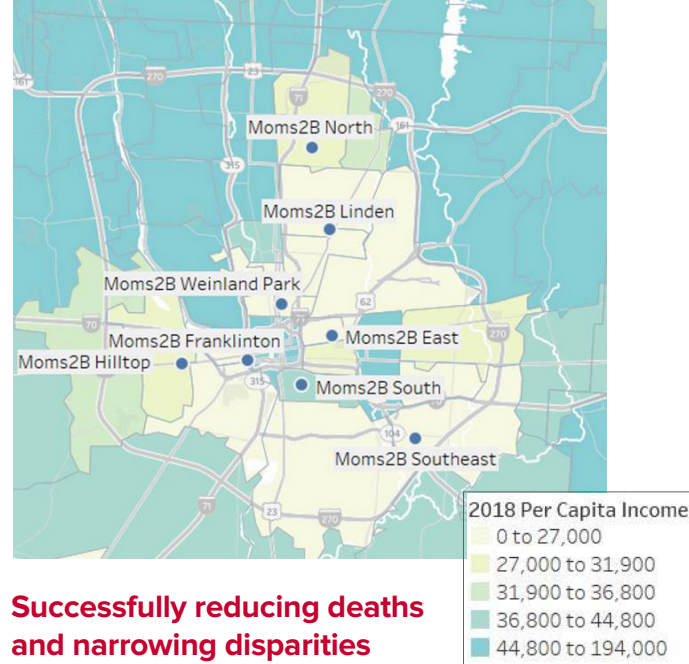 161
270
23
71
270
161
315
Moms2B North
Moms2B Linden
Moms2B Weinland Park
62
70
71
Moms2B Franklinton
Moms2B East
270
Moms2B Hilltop
315
Moms2B South
70
104
Moms2B Southeast
71
23
270
2018 Per Capita Income
0 to 27,000
27,000 to 31,900
31,900 to 36,800
36,800 to 44,800
44,800 to 194,000
Successfully reducing deaths
and narrowing disparities